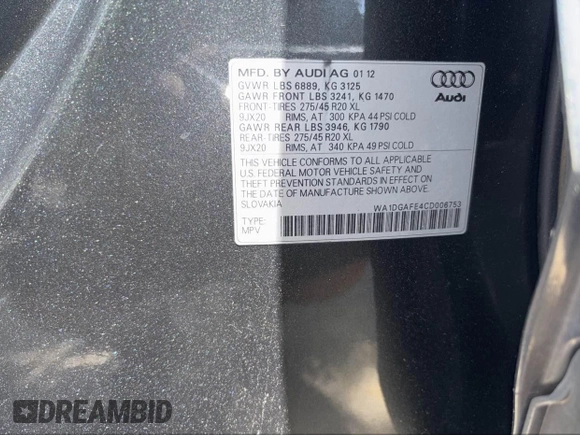 MFD. BY AUDI AG 01 12
GVWR LBS 6889, KG 3125
GAWR FRONT LBS 3241, KG 1470
FRONT-TIRES 275/45 R20 XL
9JX20 RIMS, AT 300 KPA 44 PSI COLD
GAWR REAR LBS 3946, KG 1790
REAR-TIRES 275/45 R20 XL
9JX20 RIMS, AT 340 KPA 49 PSI COLD
THIS VEHICLE CONFORMS TO ALL APPLICABLE
U.S. FEDERAL MOTOR VEHICLE SAFETY AND
THEFT PREVENTION STANDARDS IN EFFECT ON
THE DATE OF MANUFACTURE SHOWN ABOVE.
SLOVAKIA
WA1DGAFE4CD006753
TYPE:
MPV
Audi
DREAMBID